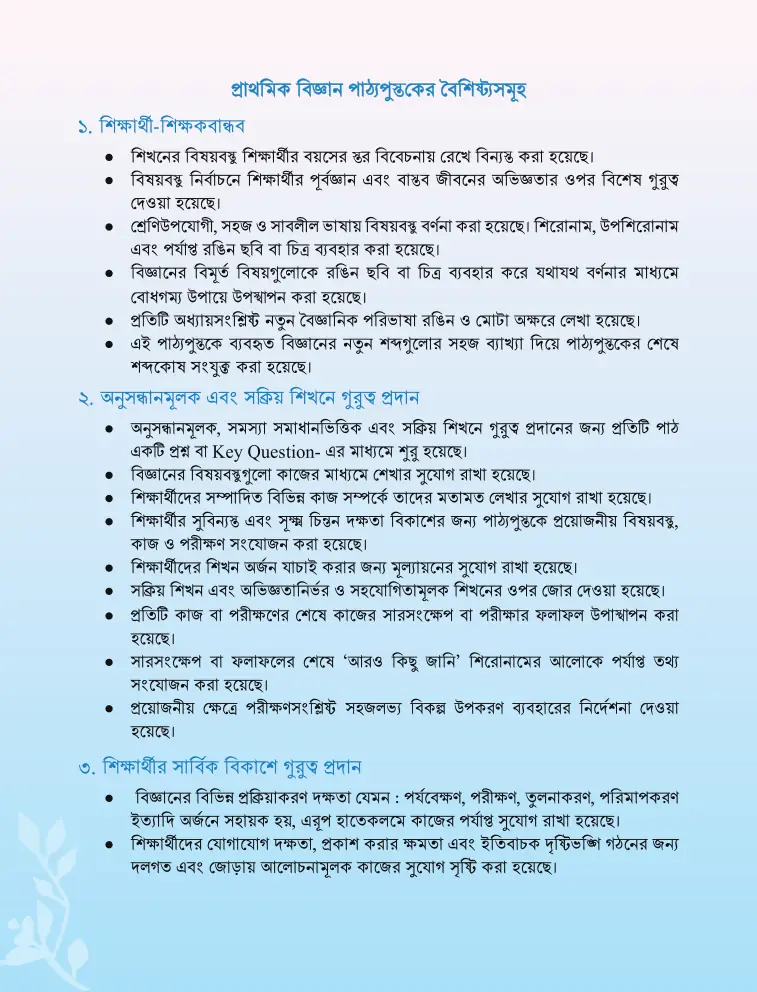 প্রাথমিক বিজ্ঞান পাঠ্যপুস্তকের বৈশিষ্ট্যসমূহ
১. শিক্ষার্থী-শিক্ষকবান্ধব
● শিখনের বিষয়বস্তু শিক্ষার্থীর বয়সের স্তর বিবেচনায় রেখে বিন্যস্ত করা হয়েছে।
● বিষয়বস্তু নির্বাচনে শিক্ষার্থীর পূর্বজ্ঞান এবং বাস্তব জীবনের অভিজ্ঞতার ওপর বিশেষ গুরুত্ব
দেওয়া হয়েছে।
● শ্রেণিউপযোগী, সহজ ও সাবলীল ভাষায় বিষয়বস্তু বর্ণনা করা হয়েছে। শিরোনাম, উপশিরোনাম
এবং পর্যাপ্ত রঙিন ছবি বা চিত্র ব্যবহার করা হয়েছে।
● বিজ্ঞানের বিমূর্ত বিষয়গুলোকে রঙিন ছবি বা চিত্র ব্যবহার করে যথাযথ বর্ণনার মাধ্যমে
বোধগম্য উপায়ে উপস্থাপন করা হয়েছে।
● প্রতিটি অধ্যায়সংশ্লিষ্ট নতুন বৈজ্ঞানিক পরিভাষা রঙিন ও মোটা অক্ষরে লেখা হয়েছে।
● এই পাঠ্যপুস্তকে ব্যবহৃত বিজ্ঞানের নতুন শব্দগুলোর সহজ ব্যাখ্যা দিয়ে পাঠ্যপুস্তকের শেষে
শব্দকোষ সংযুক্ত করা হয়েছে।
২. অনুসন্ধানমূলক এবং সক্রিয় শিখনে গুরুত্ব প্রদান
● অনুসন্ধানমূলক, সমস্যা সমাধানভিত্তিক এবং সক্রিয় শিখনে গুরুত্ব প্রদানের জন্য প্রতিটি পাঠ
একটি প্রশ্ন বা Key Question- এর মাধ্যমে শুরু হয়েছে।
● বিজ্ঞানের বিষয়বস্তুগুলো কাজের মাধ্যমে শেখার সুযোগ রাখা হয়েছে।
● শিক্ষার্থীদের সম্পাদিত বিভিন্ন কাজ সম্পর্কে তাদের মতামত লেখার সুযোগ রাখা হয়েছে।
● শিক্ষার্থীর সুবিন্যস্ত এবং সূক্ষ্ম চিন্তন দক্ষতা বিকাশের জন্য পাঠ্যপুস্তকে প্রয়োজনীয় বিষয়বস্তু,
কাজ ও পরীক্ষণ সংযোজন করা হয়েছে।
● শিক্ষার্থীদের শিখন অর্জন যাচাই করার জন্য মূল্যায়নের সুযোগ রাখা হয়েছে।
● সক্রিয় শিখন এবং অভিজ্ঞতানির্ভর ও সহযোগিতামূলক শিখনের ওপর জোর দেওয়া হয়েছে।
● প্রতিটি কাজ বা পরীক্ষণের শেষে কাজের সারসংক্ষেপ বা পরীক্ষার ফলাফল উপাস্থাপন করা
হয়েছে।
● সারসংক্ষেপ বা ফলাফলের শেষে ‘আরও কিছু জানি’ শিরোনামের আলোকে পর্যাপ্ত তথ্য
সংযোজন করা হয়েছে।
● প্রয়োজনীয় ক্ষেত্রে পরীক্ষণসংশ্লিষ্ট সহজলভ্য বিকল্প উপকরণ ব্যবহারের নির্দেশনা দেওয়া
হয়েছে।
৩. শিক্ষার্থীর সার্বিক বিকাশে গুরুত্ব প্রদান
● বিজ্ঞানের বিভিন্ন প্রক্রিয়াকরণ দক্ষতা যেমন : পর্যবেক্ষণ, পরীক্ষণ, তুলনাকরণ, পরিমাপকরণ
ইত্যাদি অর্জনে সহায়ক হয়, এরূপ হাতেকলমে কাজের পর্যাপ্ত সুযোগ রাখা হয়েছে।
● শিক্ষার্থীদের যোগাযোগ দক্ষতা, প্রকাশ করার ক্ষমতা এবং ইতিবাচক দৃষ্টিভঙ্গি গঠনের জন্য
দলগত এবং জোড়ায় আলোচনামূলক কাজের সুযোগ সৃষ্টি করা হয়েছে।